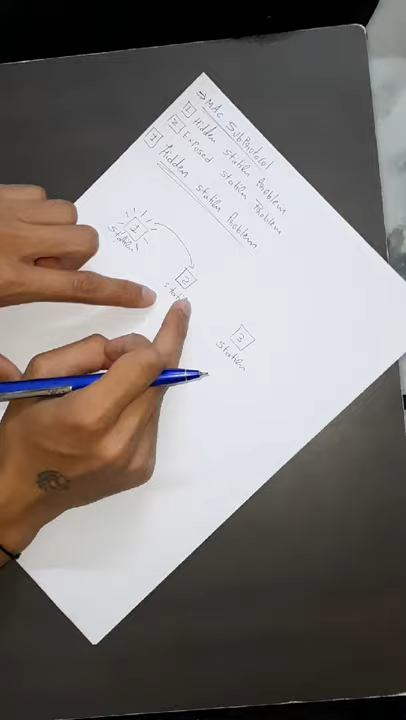 → MAC SubProtocol
1 Hidden station Problem
2 Exposed station Problem
1 Hidden station Problem
1
station
2
3
station